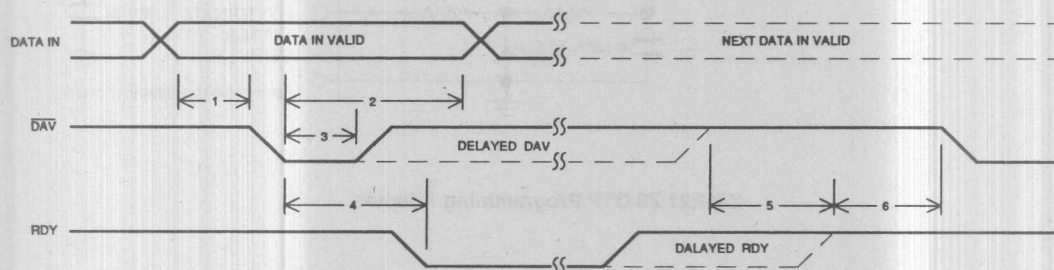 DATA IN
DATA IN VALID
NEXT DATA IN VALID
1
2
DAV
3
DELAYED DAV
4
5
6
RDY
DALAYED RDY